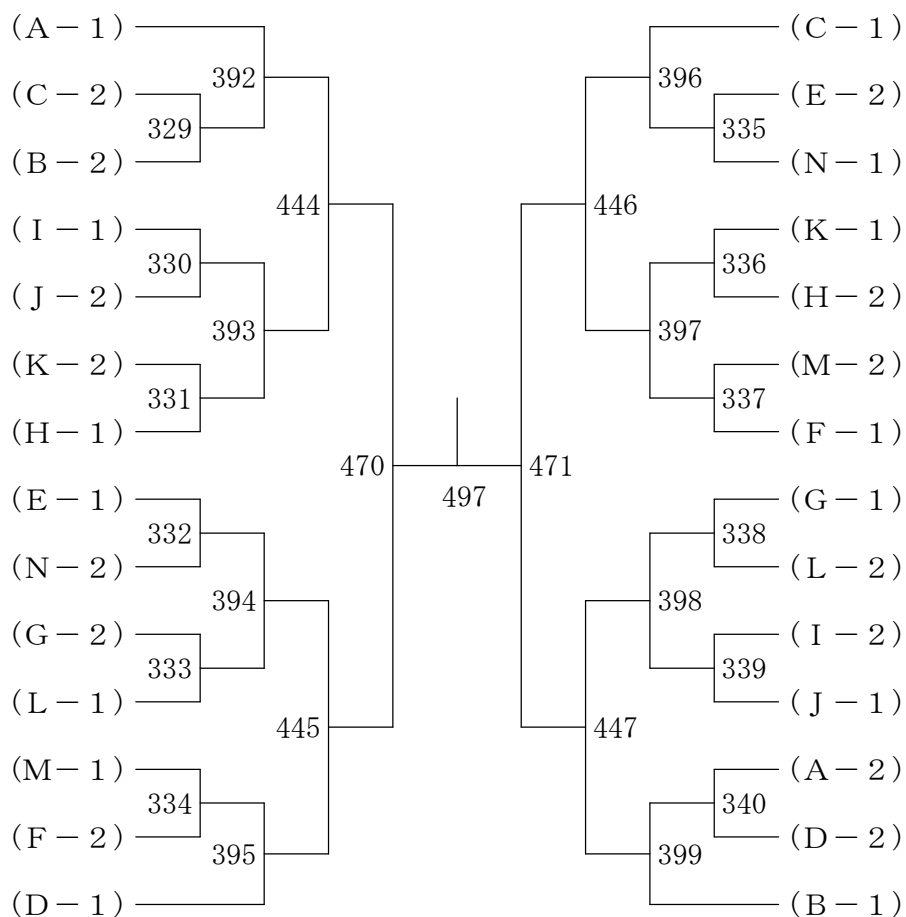 (A－1)
(C－1)
392
396
(C－2)
(E－2)
329
335
(B－2)
(N－1)
444
446
(I－1)
(K－1)
330
336
(J－2)
(H－2)
393
397
(K－2)
(M－2)
331
337
(H－1)
(F－1)
470
471
497
(E－1)
(G－1)
332
338
(N－2)
(L－2)
394
398
(G－2)
(I－2)
333
339
(L－1)
(J－1)
445
447
(M－1)
(A－2)
334
340
(F－2)
(D－2)
395
399
(D－1)
(B－1)